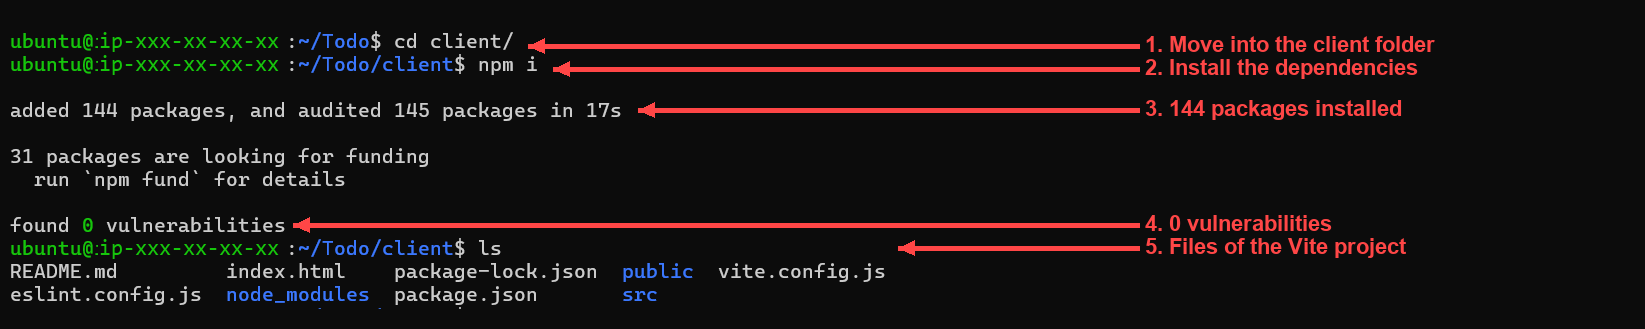 ubuntu@:ip-xxx-xx-xx-xx :~/Todo$ cd client/ 1. Move into the client folder
ubuntu@:ip-xxx-xx-xx-xx :~/Todo/client$ npm i 2. Install the dependencies
added 144 packages, and audited 145 packages in 17s 3. 144 packages installed
31 packages are looking for funding
run `npm fund` for details
found 0 vulnerabilities 4. 0 vulnerabilities
ubuntu@:ip-xxx-xx-xx-xx :~/Todo/client$ ls 5. Files of the Vite project
README.md index.html package-lock.json public vite.config.js
eslint.config.js node_modules package.json src